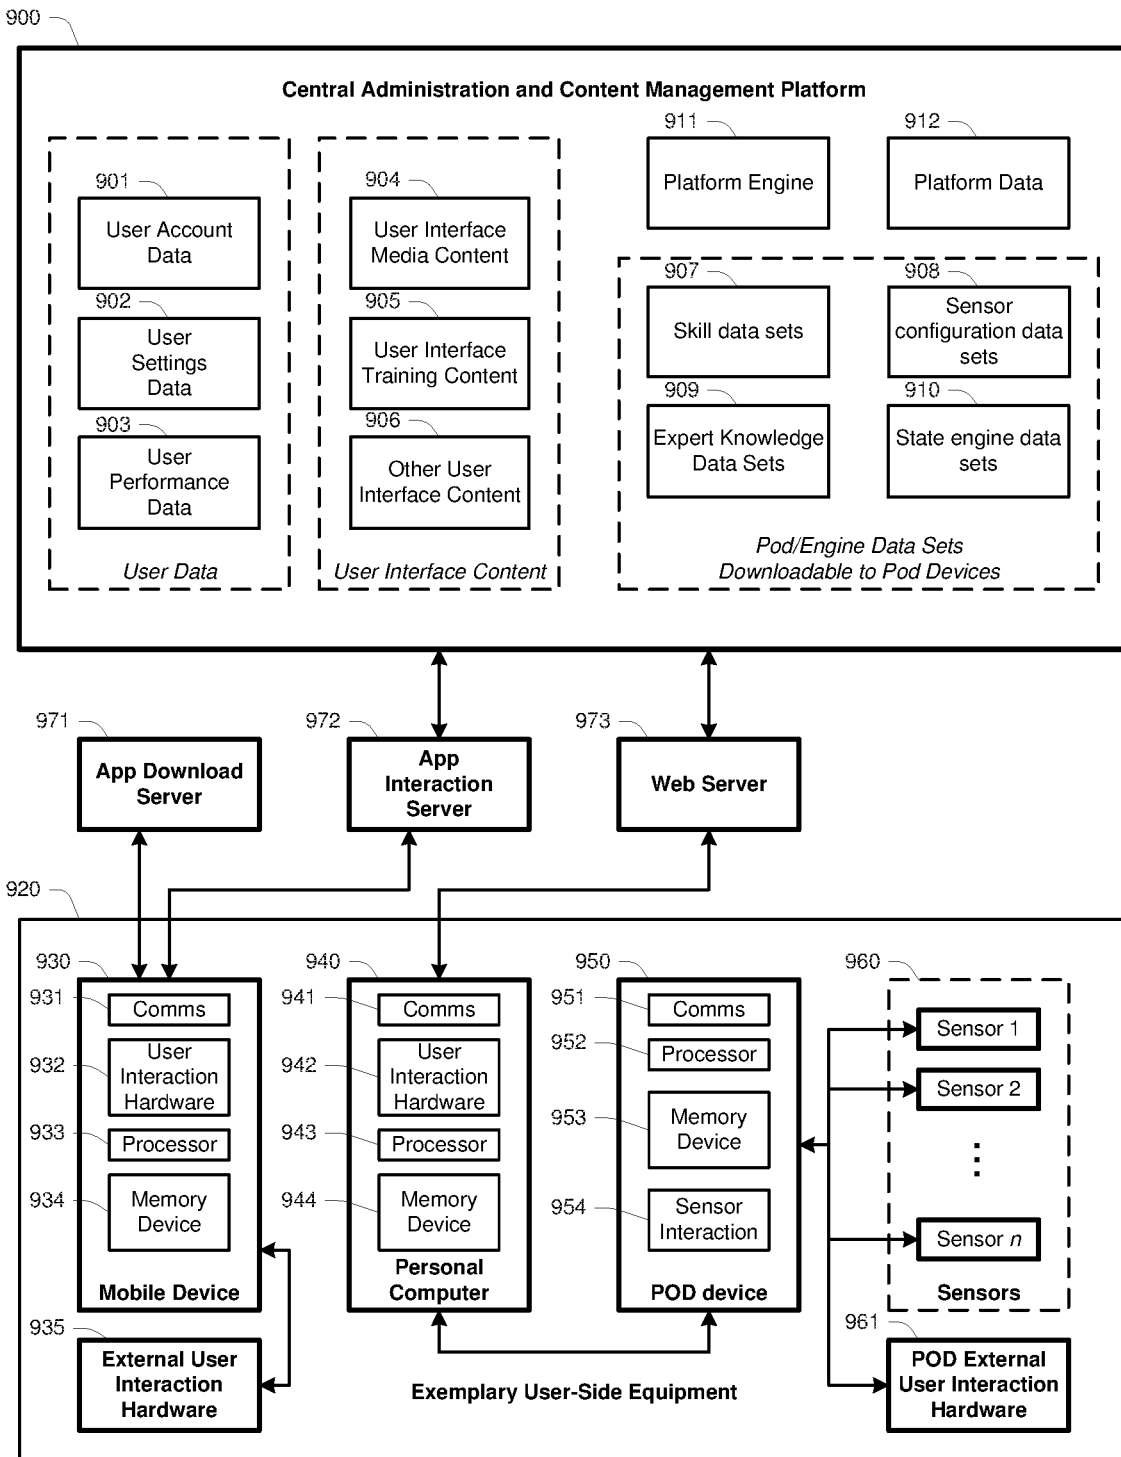 900
Central Administration and Content Management Platform
911
912
Platform Engine
Platform Data
901
User Account
Data
902
User
Settings
Data
903
User
Performance
Data
User Data
904
User Interface
Media Content
905
User Interface
Training Content
906
Other User
Interface Content
User Interface Content
907
Skill data sets
908
Sensor
configuration data
sets
909
Expert Knowledge
Data Sets
910
State engine data
sets
Pod/Engine Data Sets
Downloadable to Pod Devices
971
App Download
Server
972
App
Interaction
Server
973
Web Server
920
930
931
Comms
932
User
Interaction
Hardware
933
Processor
934
Memory
Device
Mobile Device
935
External User
Interaction
Hardware
940
941
Comms
942
User
Interaction
Hardware
943
Processor
944
Memory
Device
Personal
Computer
950
951
Comms
952
Processor
953
Memory
Device
954
Sensor
Interaction
POD device
960
Sensor 1
Sensor 2
Sensor n
Sensors
961
POD External
User Interaction
Hardware
Exemplary User-Side Equipment